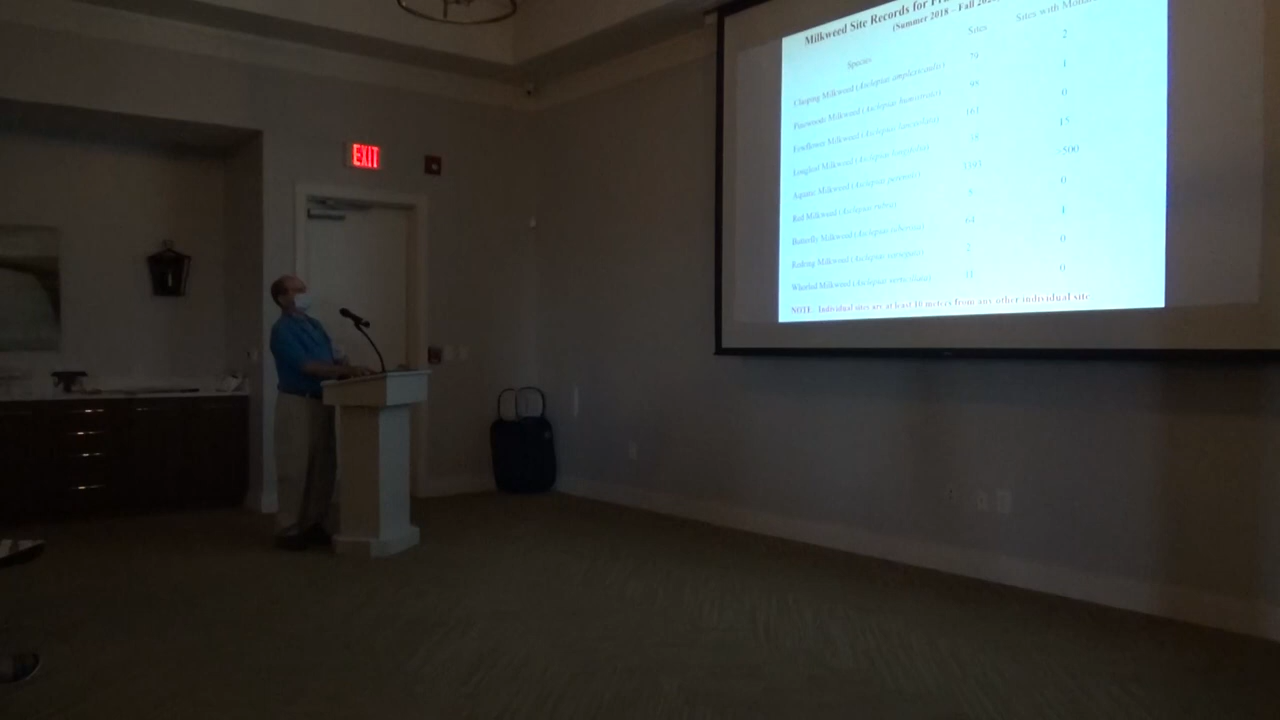 Milkweed Site Records for
(Summer 2018 – Fall
Species Sites Sites with
Clasping Milkweed (Asclepias amplexicaulis) 79 2
Pinewoods Milkweed (Asclepias humistrata) 1
Fewflower Milkweed (Asclepias lanceolata) 161 0
Longleaf Milkweed (Asclepias longifolia) 15
Aquatic Milkweed (Asclepias perennis) >500
Red Milkweed (Asclepias rubra) 0
Butterfly Milkweed (Asclepias tuberosa) 64 1
Redring Milkweed (Asclepias variegata) 2 0
Whorled Milkweed (Asclepias verticillata) 0
NOTE: Individual sites are at least 10 meters from any other individual site
EXIT